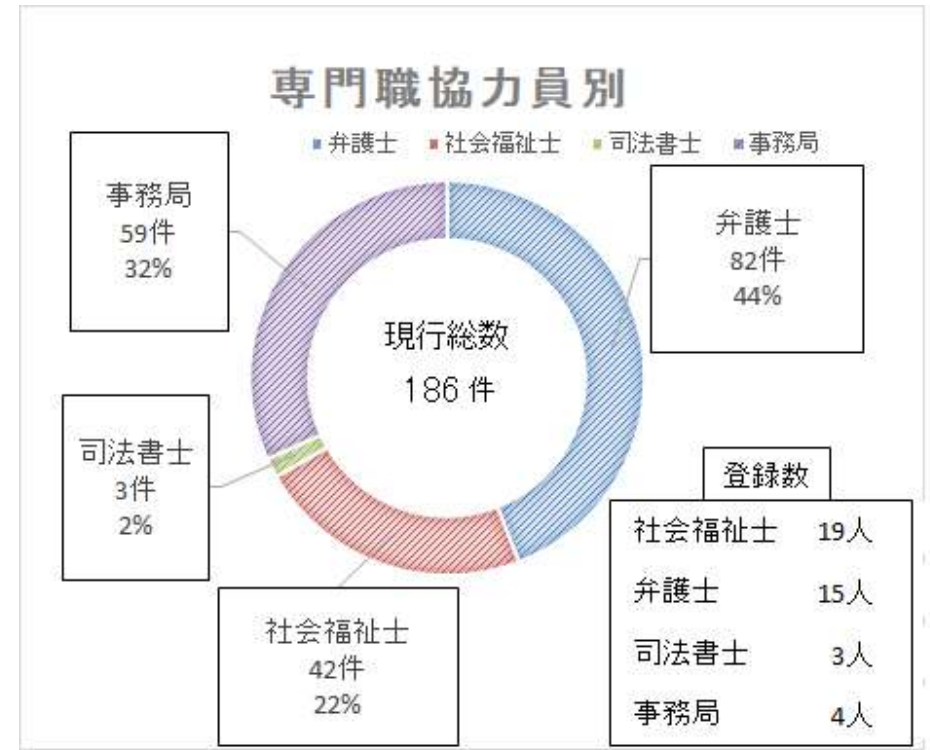 専門職協力員別
弁護士 社会福祉士 司法書士 事務局
事務局
59件
32%
弁護士
82件
44%
現行総数
186 件
司法書士
3件
2%
社会福祉士
42件
22%
登録数
社会福祉士 19人
弁護士 15人
司法書士 3人
事務局 4人